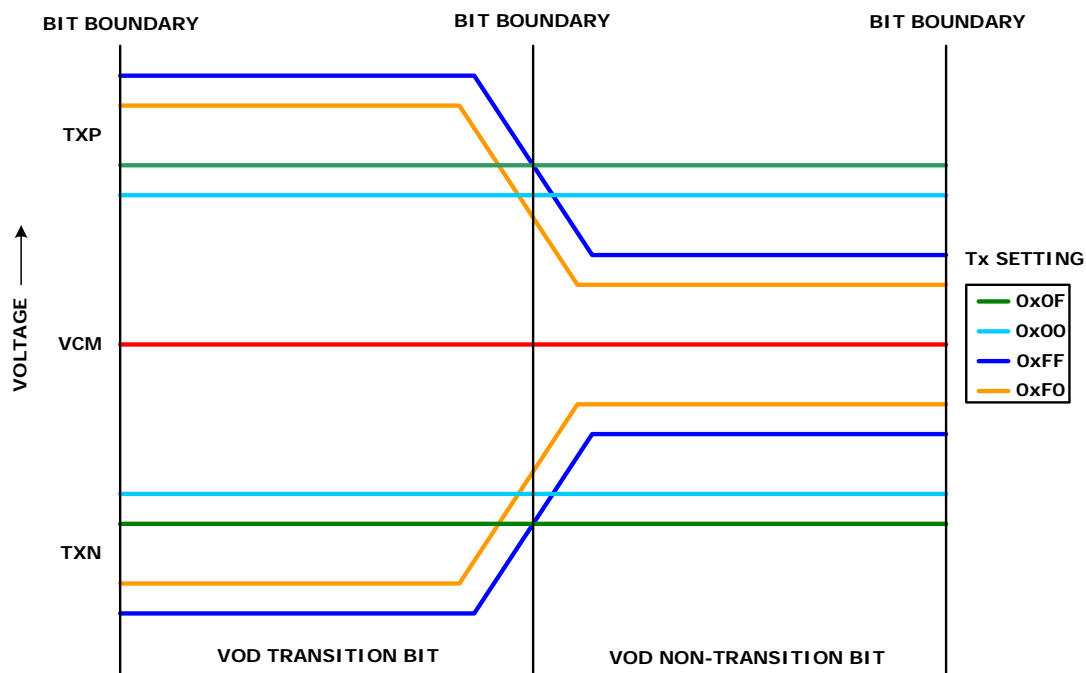 BIT BOUNDARY
BIT BOUNDARY
BIT BOUNDARY
TXP
VOLTAGE
VCM
TXN
Tx SETTING
0x0F
0x00
0xFF
0xF0
VOD TRANSITION BIT
VOD NON-TRANSITION BIT